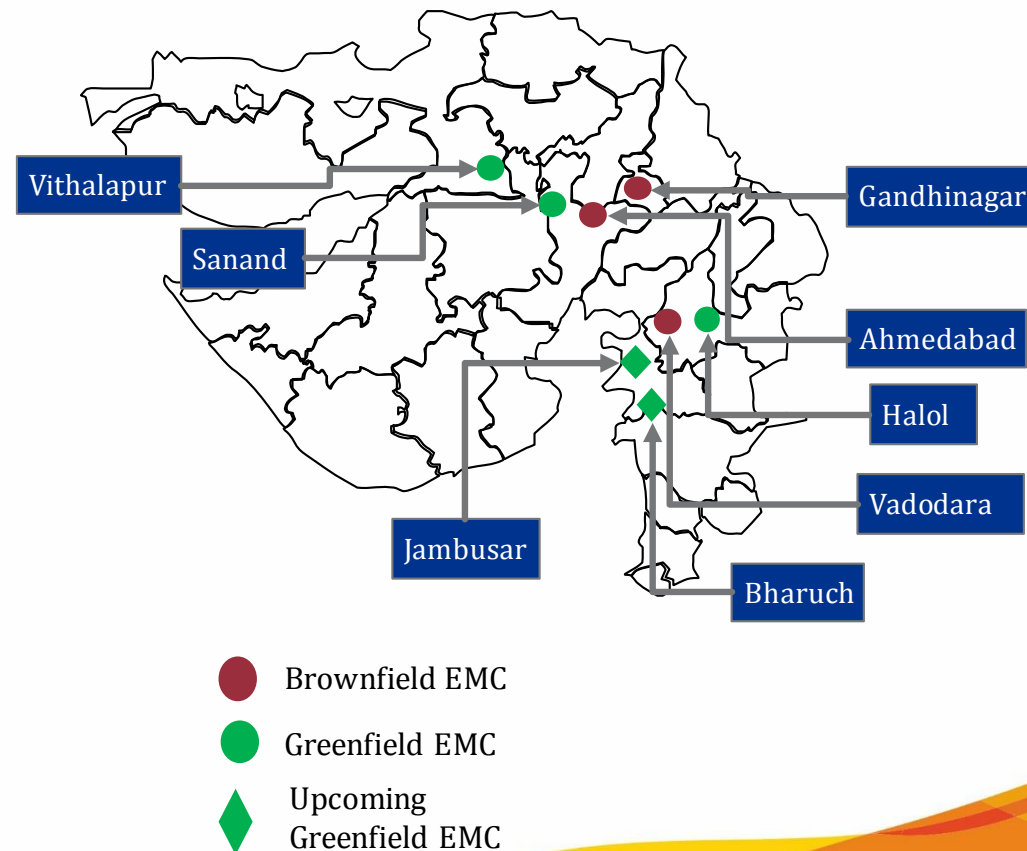 Vithalapur
Gandhinagar
Sanand
Ahmedabad
Halol
Vadodara
Jambusar
Bharuch
Brownfield EMC
Greenfield EMC
Upcoming
Greenfield EMC